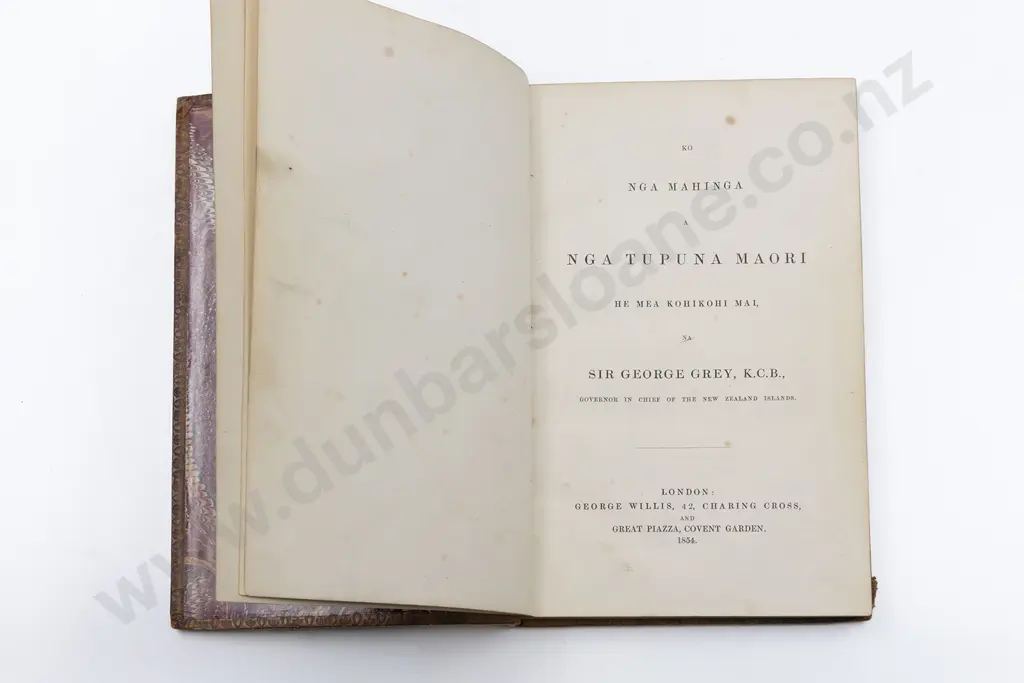 KO
NGA MAHINGA
A
NGA TUPUNA MAORI
HE MEA KOHIKOHI MAI,
NA
SIR GEORGE GREY, K.C.B.,
GOVERNOR IN CHIEF OF THE NEW ZEALAND ISLANDS.
LONDON:
GEORGE WILLIS, 42, CHARING CROSS,
AND
GREAT PIAZZA, COVENT GARDEN.
1854.
www.dunbarsloane.co.nz